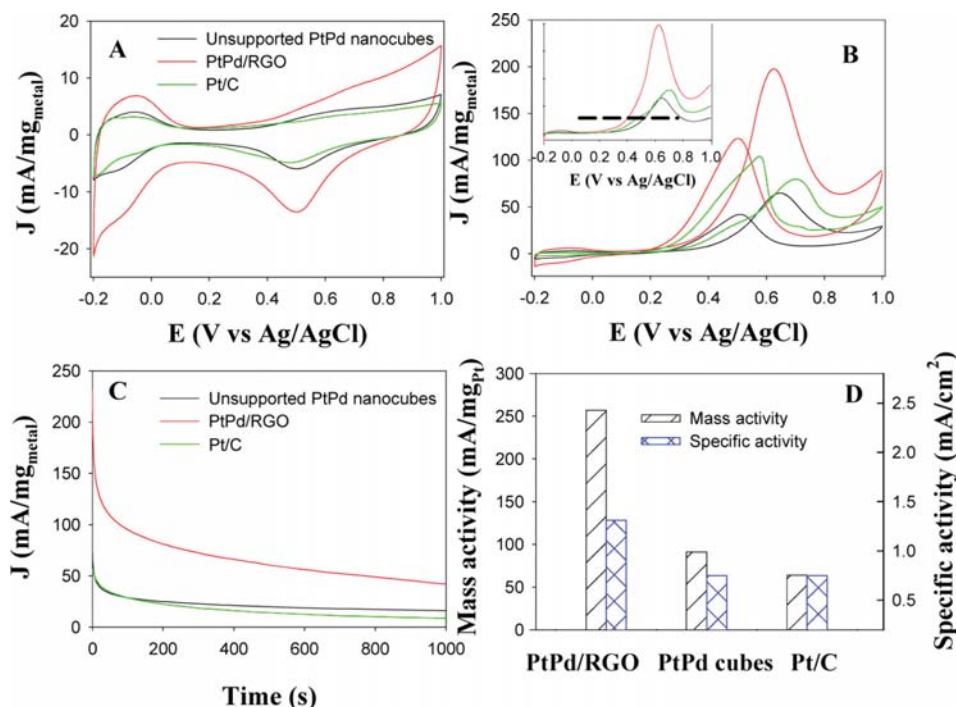 A
Unsupported PtPd nanocubes
PtPd/RGO
Pt/C
J (mA/mg_metal)
20
10
0
-10
-20
-0.2 0.0 0.2 0.4 0.6 0.8 1.0
E (V vs Ag/AgCl)
B
J (mA/mg_metal)
250
200
150
100
50
0
-0.2 0.0 0.2 0.4 0.6 0.8 1.0
E (V vs Ag/AgCl)
-0.2 0.0 0.2 0.4 0.6 0.8 1.0
E (V vs Ag/AgCl)
C
Unsupported PtPd nanocubes
PtPd/RGO
Pt/C
J (mA/mg_metal)
250
200
150
100
50
0
0 200 400 600 800 1000
Time (s)
D
Mass activity
Specific activity
Mass activity (mA/mg_Pt)
300
250
200
150
100
50
0
Specific activity (mA/cm²)
2.5
2.0
1.5
1.0
0.5
PtPd/RGO PtPd cubes Pt/C